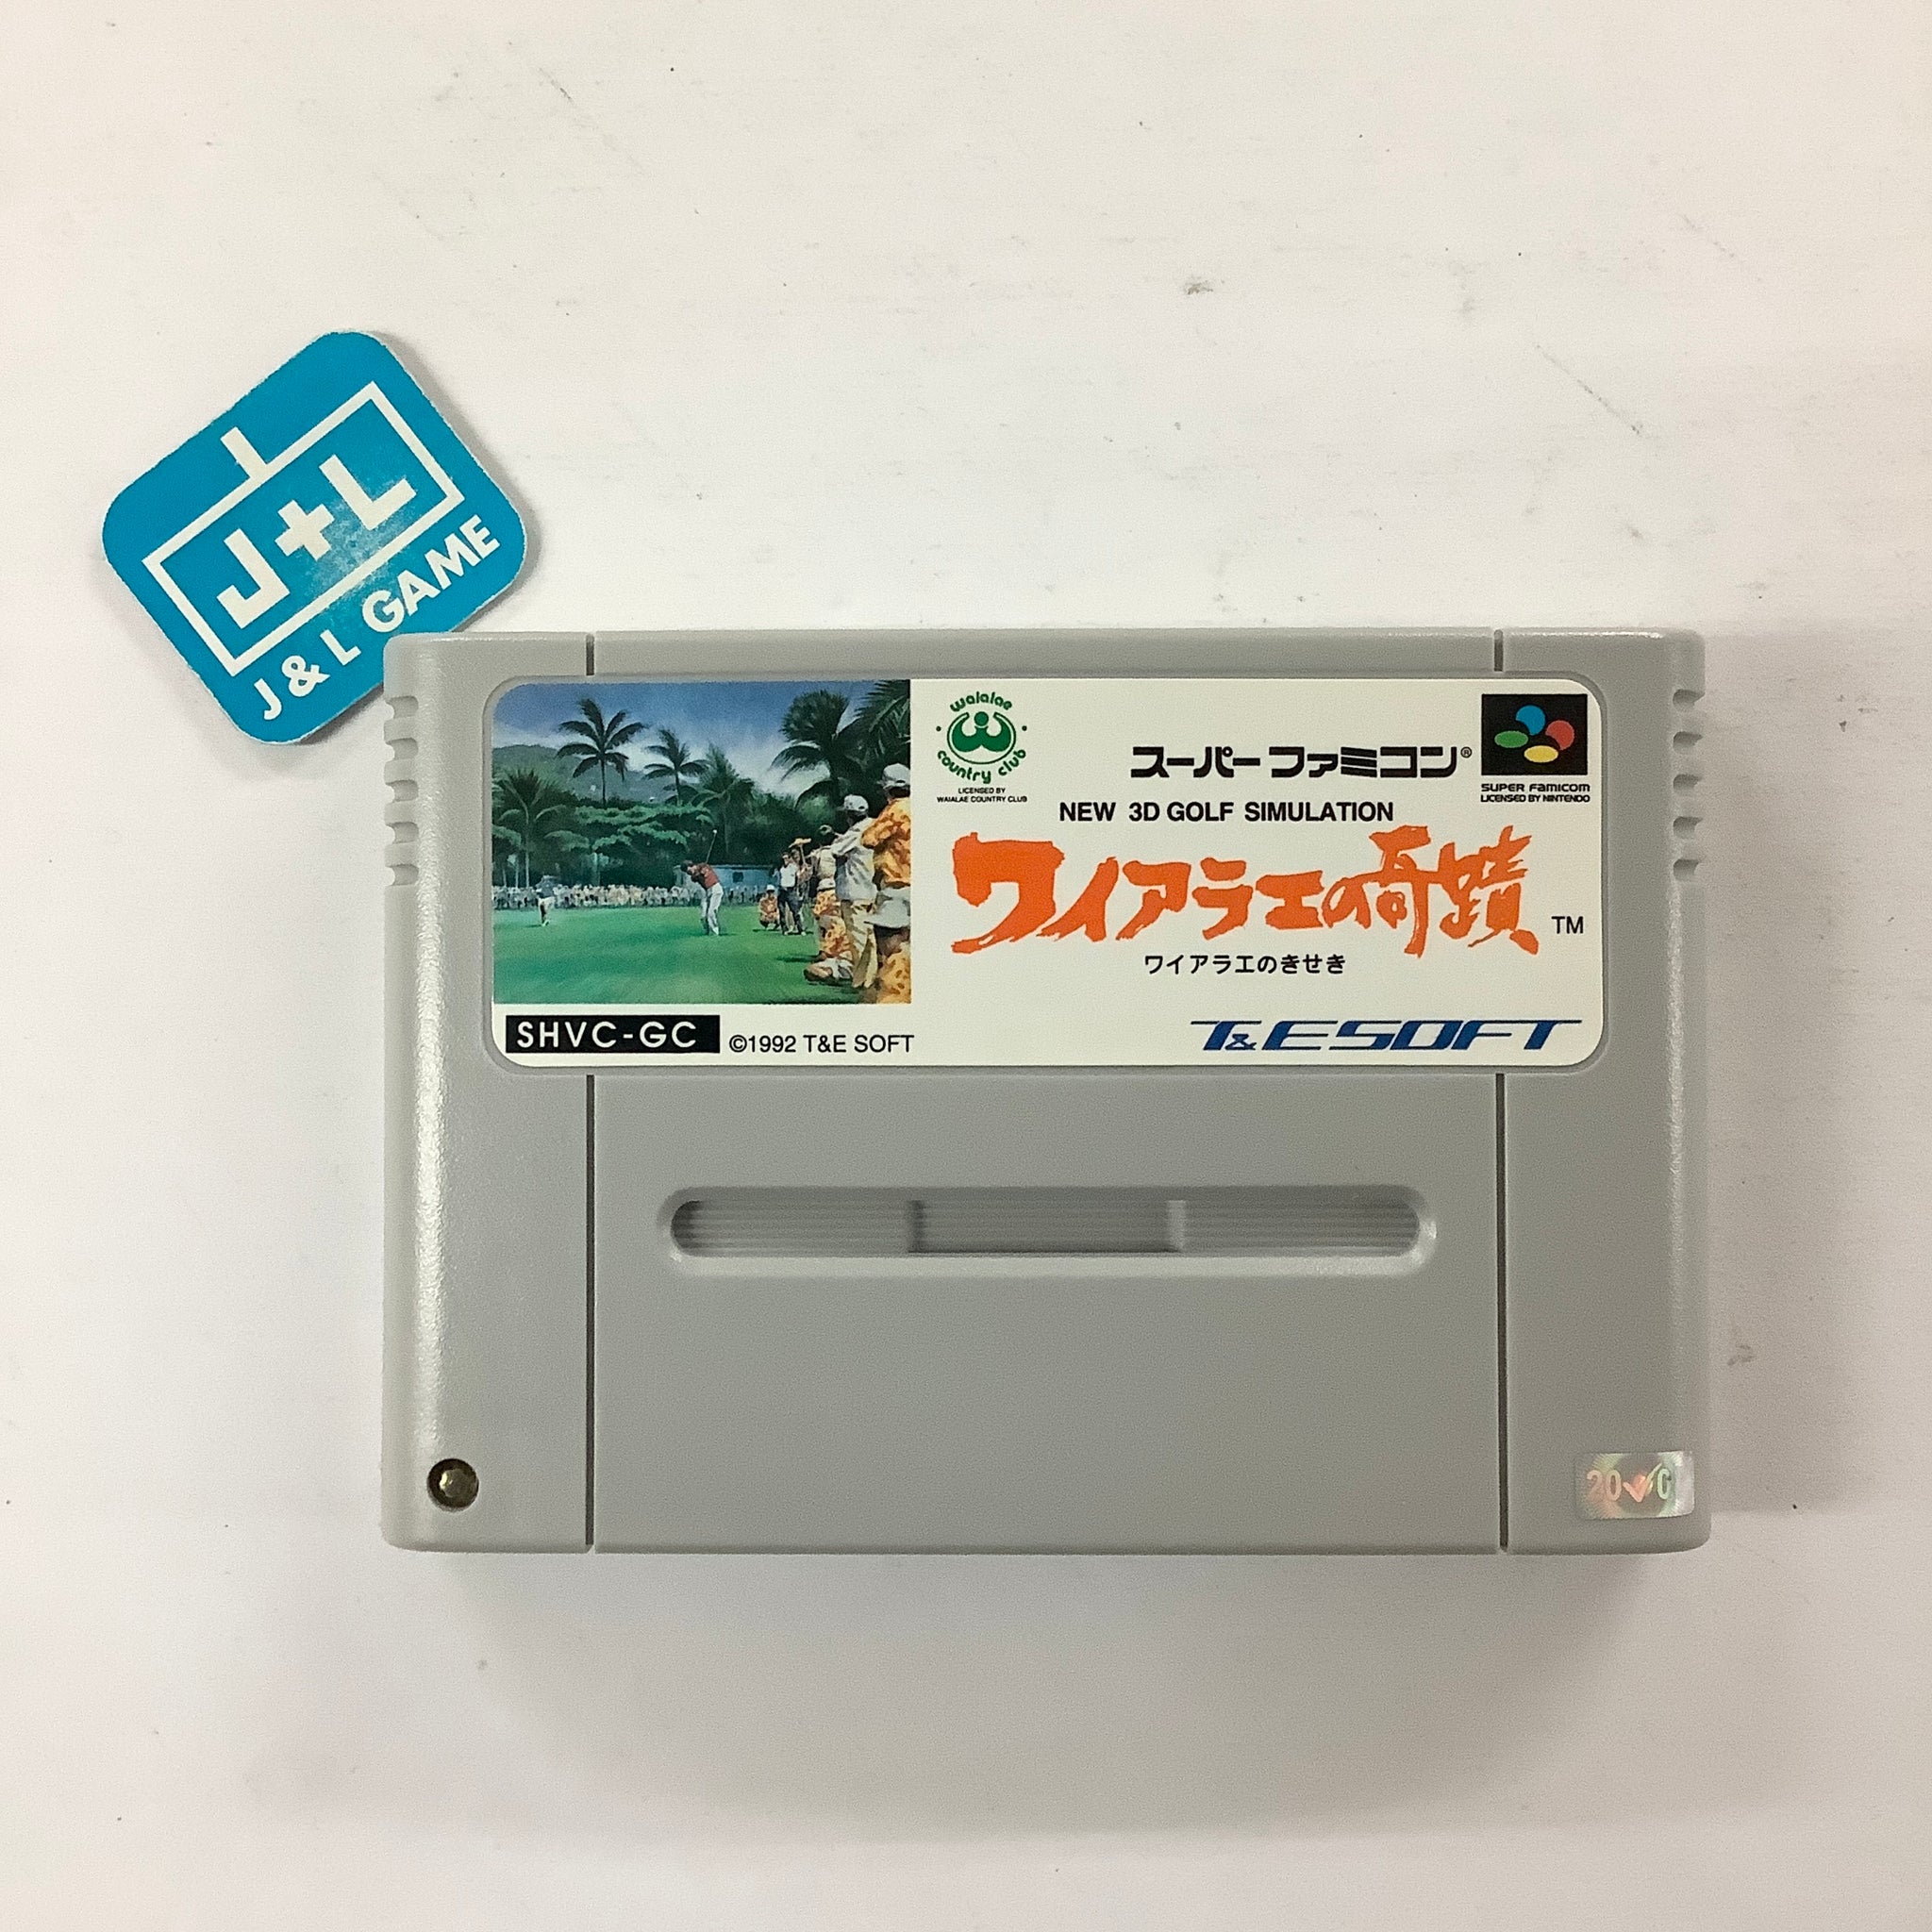 J+L
J & L GAME
waialae
country club
LICENSED BY
WAIALAE COUNTRY CLUB
スーパーファミコン®
SUPER FAMICOM
LICENSED BY NINTENDO
NEW 3D GOLF SIMULATION
ワイアラエの奇蹟 TM
ワイアラエのきせき
SHVC-GC
©1992 T&E SOFT
T&E SOFT